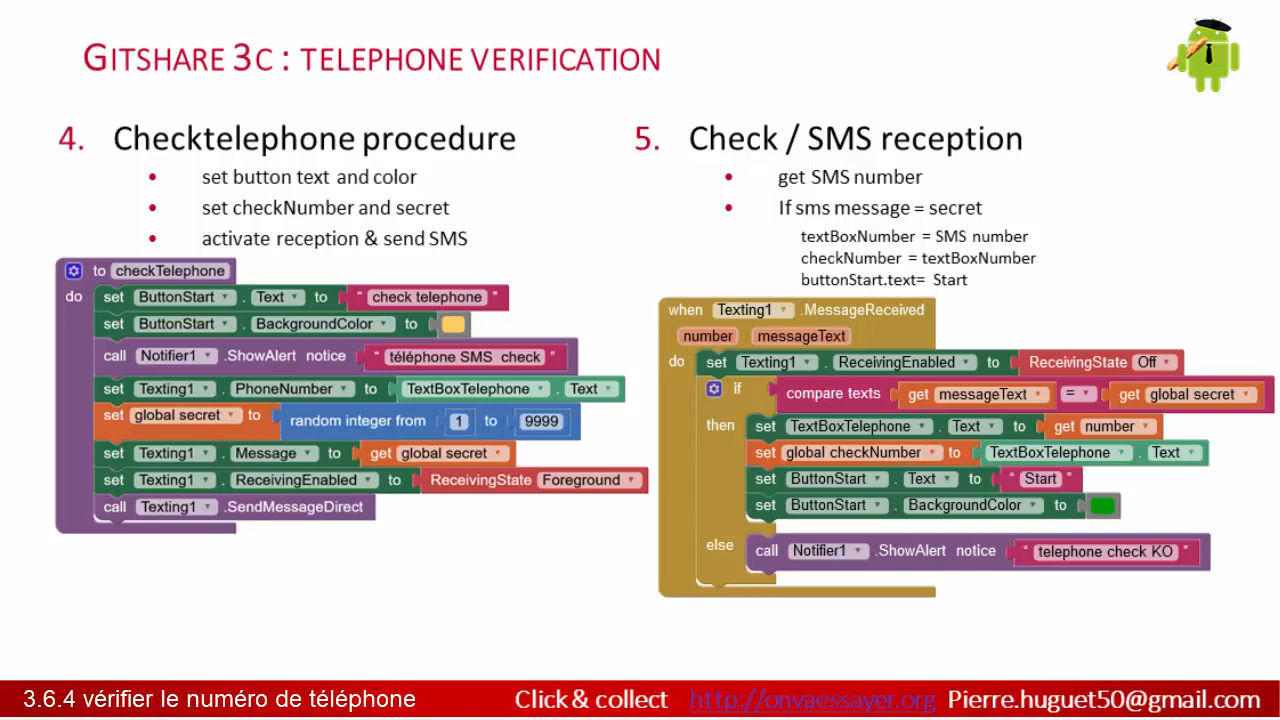 GITSHARE 3C : TELEPHONE VERIFICATION
4. Checktelephone procedure
• set button text and color
• set checkNumber and secret
• activate reception & send SMS
to checkTelephone
do set ButtonStart . Text to " check telephone "
set ButtonStart . BackgroundColor to
call Notifier1 .ShowAlert notice " téléphone SMS check "
set Texting1 . PhoneNumber to TextBoxTelephone . Text
set global secret to random integer from 1 to 9999
set Texting1 . Message to get global secret
set Texting1 . ReceivingEnabled to ReceivingState Foreground
call Texting1 .SendMessageDirect
5. Check / SMS reception
• get SMS number
• If sms message = secret
textBoxNumber = SMS number
checkNumber = textBoxNumber
buttonStart.text= Start
when Texting1 .MessageReceived
number messageText
do set Texting1 . ReceivingEnabled to ReceivingState Off
if compare texts get messageText = get global secret
then set TextBoxTelephone . Text to get number
set global checkNumber to TextBoxTelephone . Text
set ButtonStart . Text to " Start "
set ButtonStart . BackgroundColor to
else call Notifier1 .ShowAlert notice " telephone check KO "
3.6.4 vérifier le numéro de téléphone Click & collect http://onvaessayer.org Pierre.huguet50@gmail.com